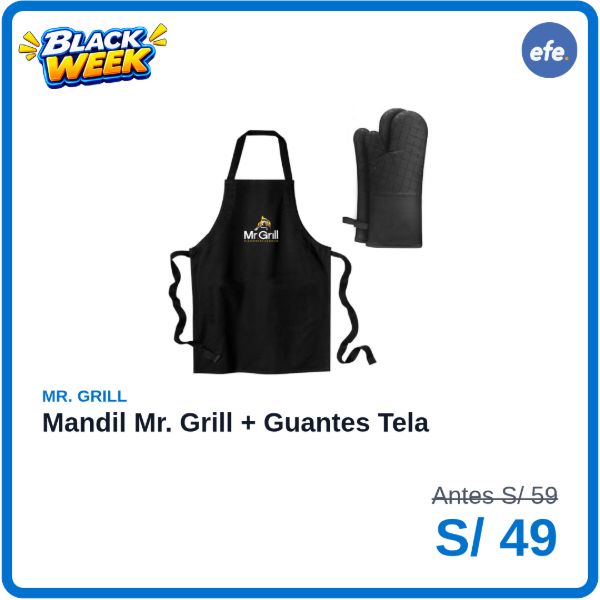 BLACK
WEEK
efe.
Mr Grill
MR. GRILL
Mandil Mr. Grill + Guantes Tela
Antes S/ 59
S/ 49